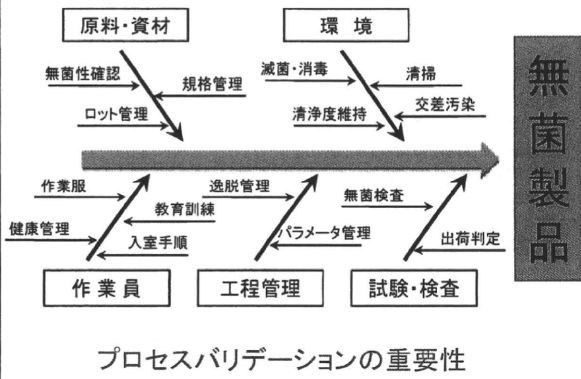 原料・資材
環 境
無菌性確認
規格管理
ロット管理
滅菌・消毒
清掃
清浄度維持
交差汚染
無菌製品
作業服
教育訓練
健康管理
入室手順
逸脱管理
パラメータ管理
無菌検査
出荷判定
作 業 員
工程管理
試験・検査
プロセスバリデーションの重要性